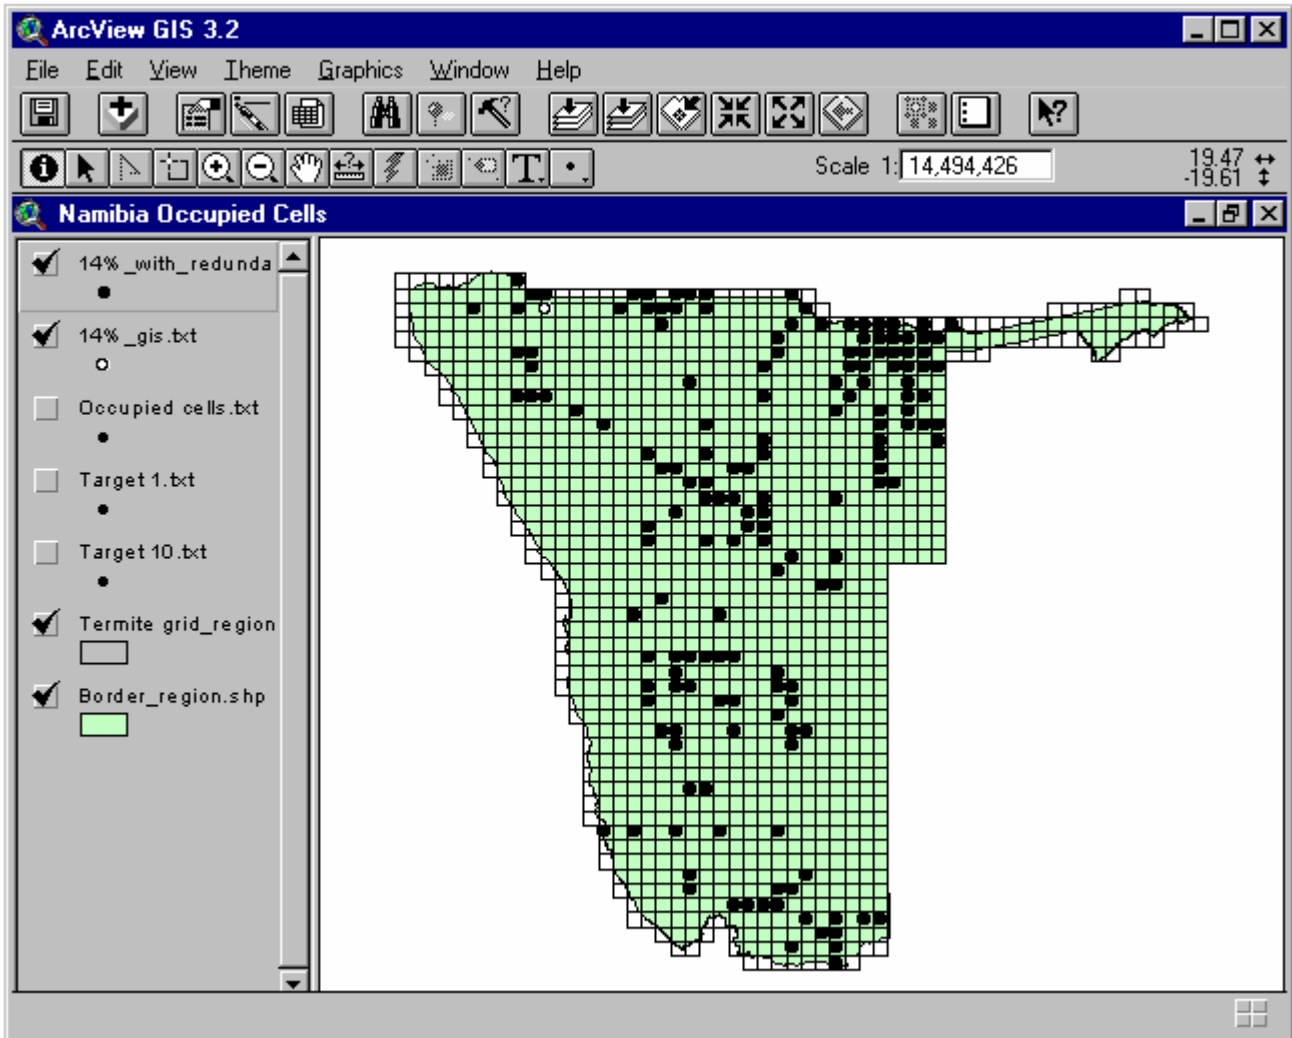 ArcView GIS 3.2
File Edit View Theme Graphics Window Help
Scale 1: 14,494,426
19.47
-19.61
Namibia Occupied Cells
14%_with_redunda
14%_gis.txt
Occupied cells.txt
Target 1.txt
Target 10.txt
Termite grid_region
Border_region.shp